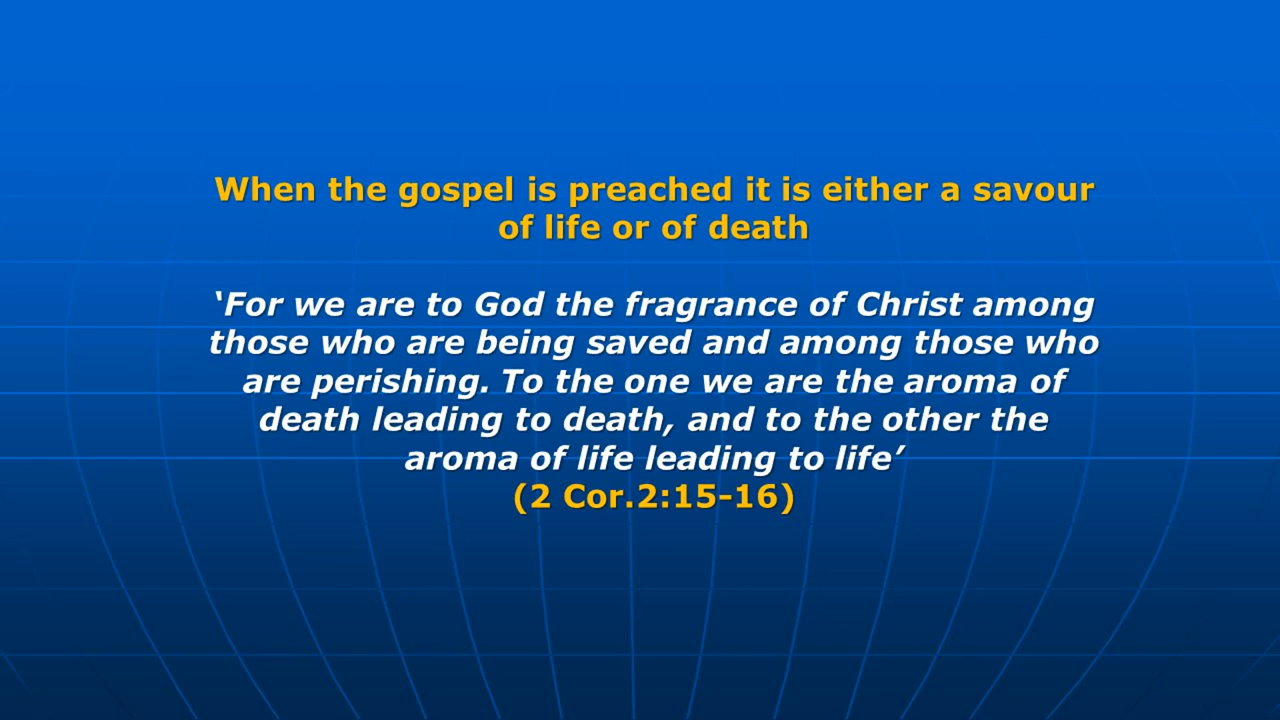 When the gospel is preached it is either a savour
of life or of death
‘For we are to God the fragrance of Christ among
those who are being saved and among those who
are perishing. To the one we are the aroma of
death leading to death, and to the other the
aroma of life leading to life’
(2 Cor.2:15-16)